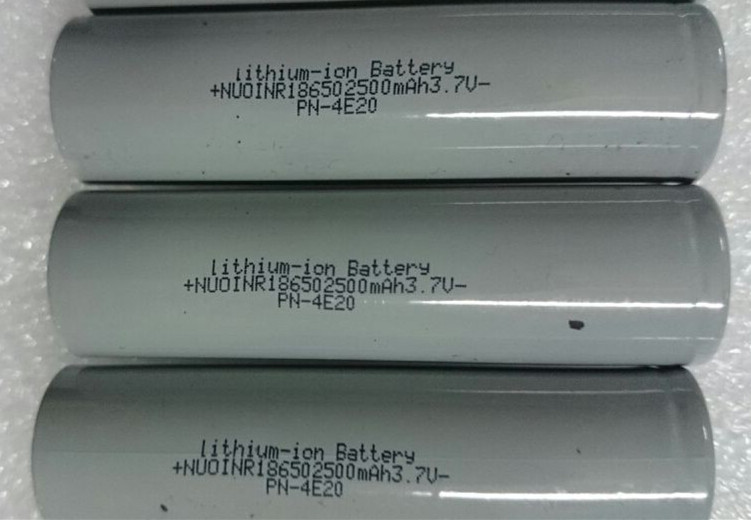 lithium-ion Battery
+NUOINR186502500mAh3.7V-
PN-4E20
lithium-ion Battery
+NUOINR186502500mAh3.7V-
PN-4E20
lithium-ion Battery
+NUOINR186502500mAh3.7V-
PN-4E20